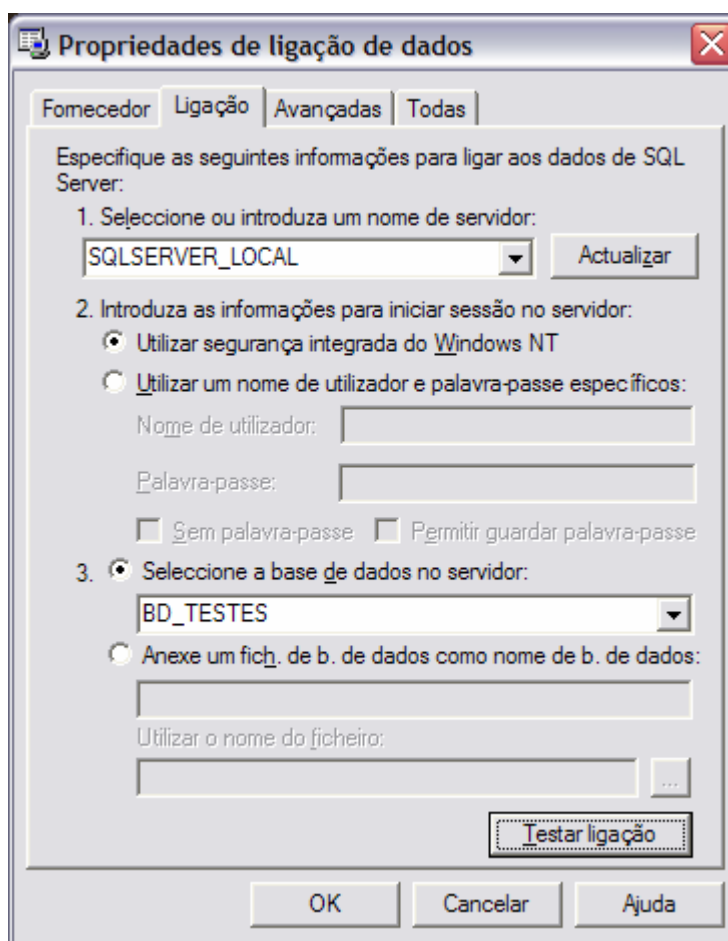 Propriedades de ligação de dados
Fornecedor Ligação Avançadas Todas
Especifique as seguintes informações para ligar aos dados de SQL
Server:
1. Seleccione ou introduza um nome de servidor:
SQLSERVER_LOCAL Actualizar
2. Introduza as informações para iniciar sessão no servidor:
Utilizar segurança integrada do Windows NT
Utilizar um nome de utilizador e palavra-passe específicos:
Nome de utilizador:
Palavra-passe:
Sem palavra-passe Permitir guardar palavra-passe
3. Seleccione a base de dados no servidor:
BD_TESTES
Anexe um fich. de b. de dados como nome de b. de dados:
Utilizar o nome do ficheiro:
...
Testar ligação
OK Cancelar Ajuda